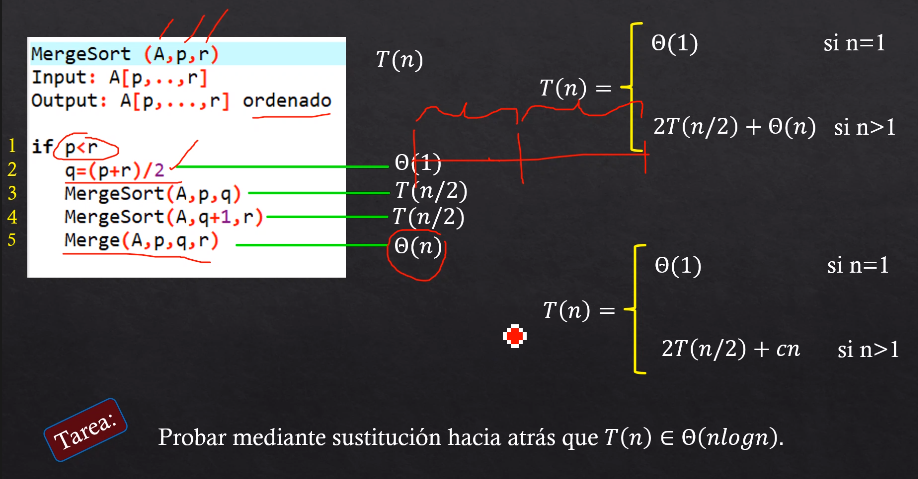 MergeSort (A,p,r)
Input: A[p,..,r]
Output: A[p,...,r] ordenado
1 if p<r
2 q=(p+r)/2
3 MergeSort(A,p,q)
4 MergeSort(A,q+1,r)
5 Merge(A,p,q,r)
T(n)
Θ(1)
T(n/2)
T(n/2)
Θ(n)
T(n) =
Θ(1) si n=1
2T(n/2) + Θ(n) si n>1
T(n) =
Θ(1) si n=1
2T(n/2) + cn si n>1
Tarea:
Probar mediante sustitución hacia atrás que T(n) ∈ Θ(nlogn).